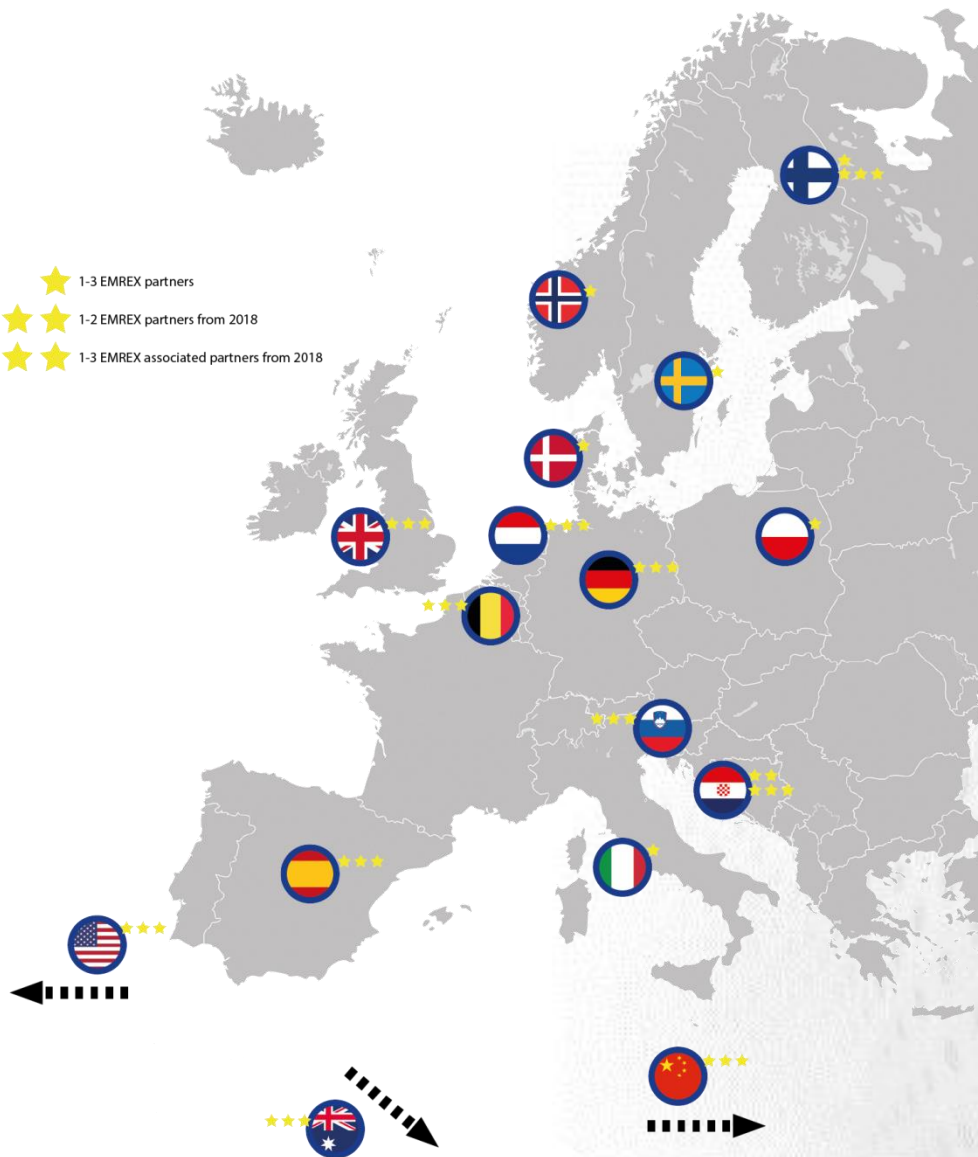 1-3 EMREX partners
1-2 EMREX partners from 2018
1-3 EMREX associated partners from 2018